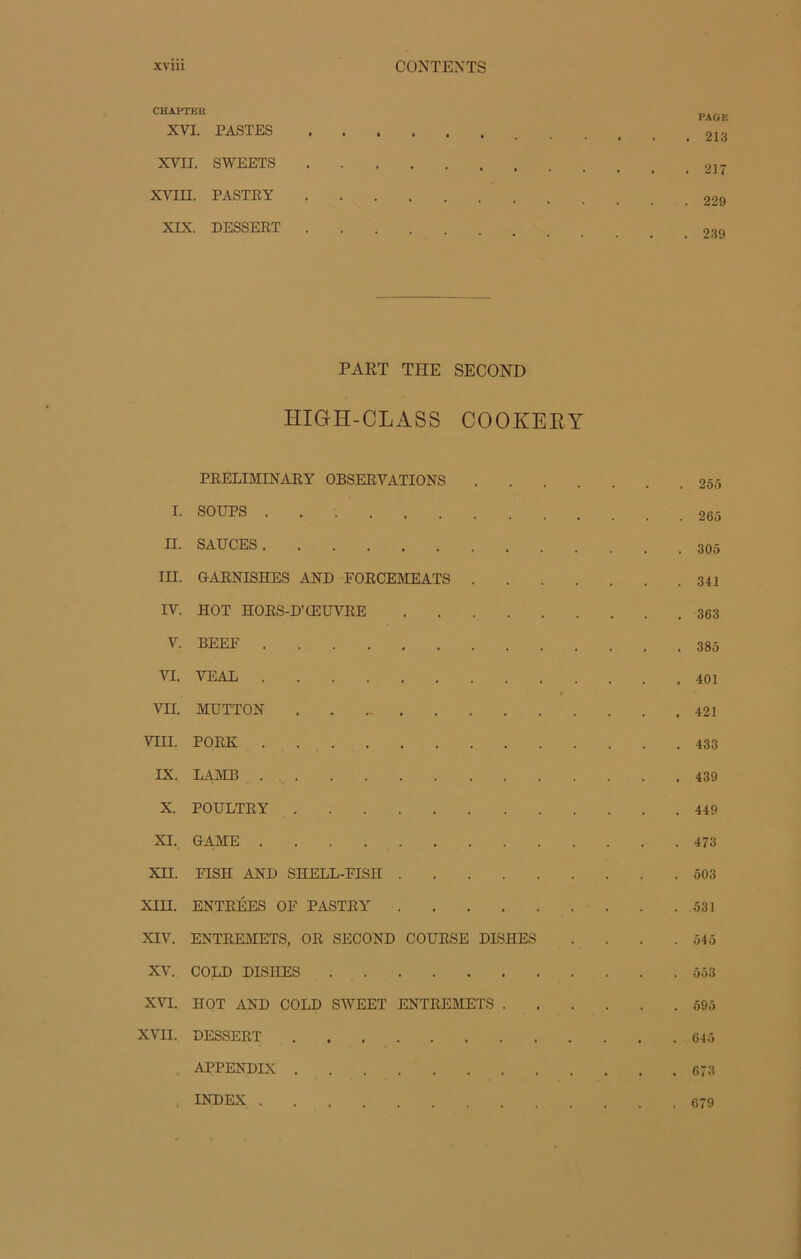 xviii CONTENTS
CHAPTER PAGE
XVI. PASTES . . . . . . . . . . . . 213
XVII. SWEETS . . . . . . . . . . . . 217
XVIII. PASTRY . . . . . . . . . . . . 229
XIX. DESSERT . . . . . . . . . . . . 239
PART THE SECOND
HIGH-CLASS COOKERY
PRELIMINARY OBSERVATIONS . . . . . . . 255
I. SOUPS . . . . . . . . . . . . . 265
II. SAUCES . . . . . . . . . . . . . 305
III. GARNISHES AND FORCEMEATS . . . . . . . 341
IV. HOT HORS-D'ŒUVRE . . . . . . . . . 363
V. BEEF . . . . . . . . . . . . . 385
VI. VEAL . . . . . . . . . . . . . 401
VII. MUTTON . . . . . . . . . . . . 421
VIII. PORK . . . . . . . . . . . . . 433
IX. LAMB . . . . . . . . . . . . . 439
X. POULTRY . . . . . . . . . . . . 449
XI. GAME . . . . . . . . . . . . . 473
XII. FISH AND SHELL-FISH . . . . . . . . . 503
XIII. ENTRÉES OF PASTRY . . . . . . . . . 531
XIV. ENTREMETS, OR SECOND COURSE DISHES . . . . 545
XV. COLD DISHES . . . . . . . . . . . 553
XVI. HOT AND COLD SWEET ENTREMETS . . . . . . 595
XVII. DESSERT . . . . . . . . . . . . 645
APPENDIX . . . . . . . . . . . . 673
INDEX . . . . . . . . . . . . . 679